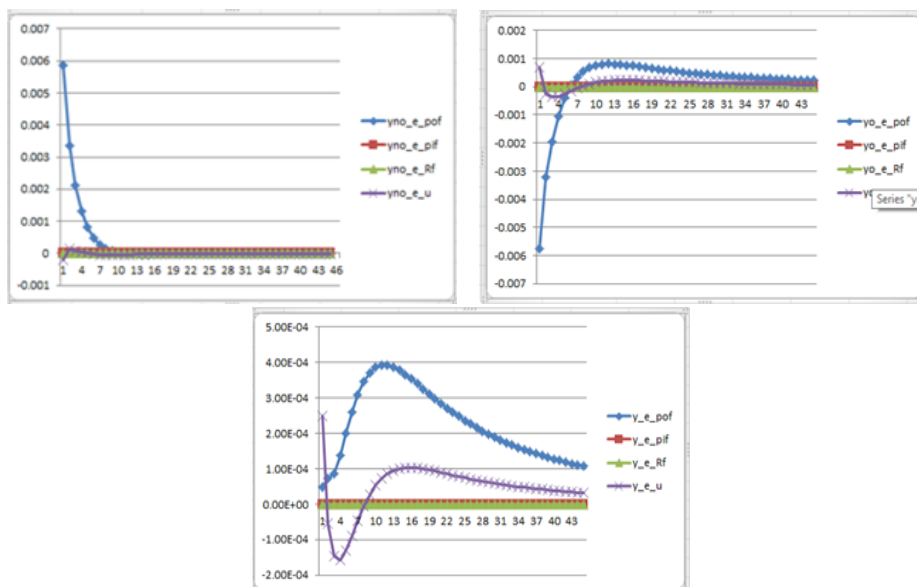 0.007
0.006
0.005
0.004
0.003
0.002
0.001
0
-0.001
1 4 7 10 13 16 19 22 25 28 31 34 37 40 43 46
yno_e_pof
yno_e_pif
yno_e_Rf
yno_e_u
0.002
0.001
0
-0.001
-0.002
-0.003
-0.004
-0.005
-0.006
-0.007
1 4 7 10 13 16 19 22 25 28 31 34 37 40 43
yo_e_pof
yo_e_pif
yo_e_Rf
yo
Series "y
5.00E-04
4.00E-04
3.00E-04
2.00E-04
1.00E-04
0.00E+00
-1.00E-04
-2.00E-04
1 4 7 10 13 16 19 22 25 28 31 34 37 40 43
y_e_pof
y_e_pif
y_e_Rf
y_e_u